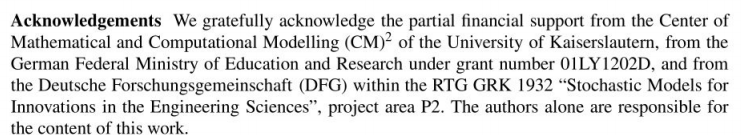 Acknowledgements We gratefully acknowledge the partial financial support from the Center of
Mathematical and Computational Modelling (CM)² of the University of Kaiserslautern, from the
German Federal Ministry of Education and Research under grant number 01LY1202D, and from
the Deutsche Forschungsgemeinschaft (DFG) within the RTG GRK 1932 “Stochastic Models for
Innovations in the Engineering Sciences”, project area P2. The authors alone are responsible for
the content of this work.